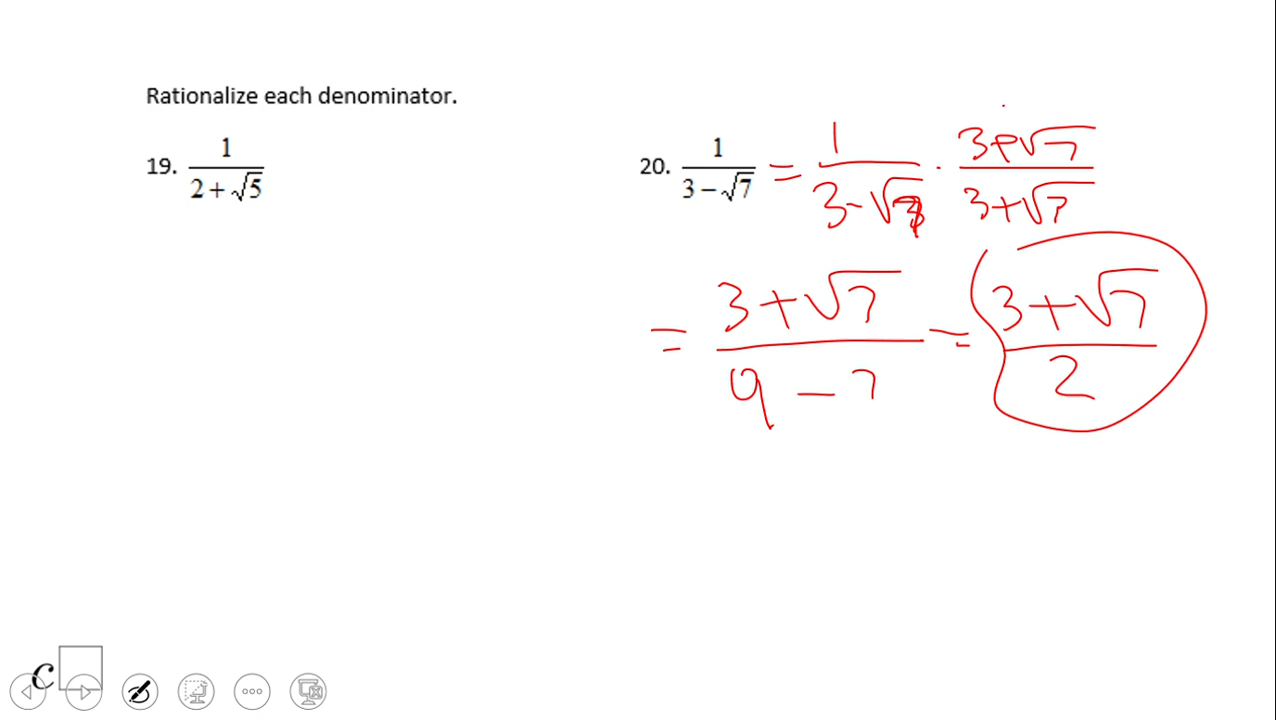 Rationalize each denominator.
19. 1/(2 + √5)
20. 1/(3 − √7) = 1/(3 - √7) · (3+√7)/(3+√7)
= (3+√7)/(9 - 7) = (3+√7)/2
c